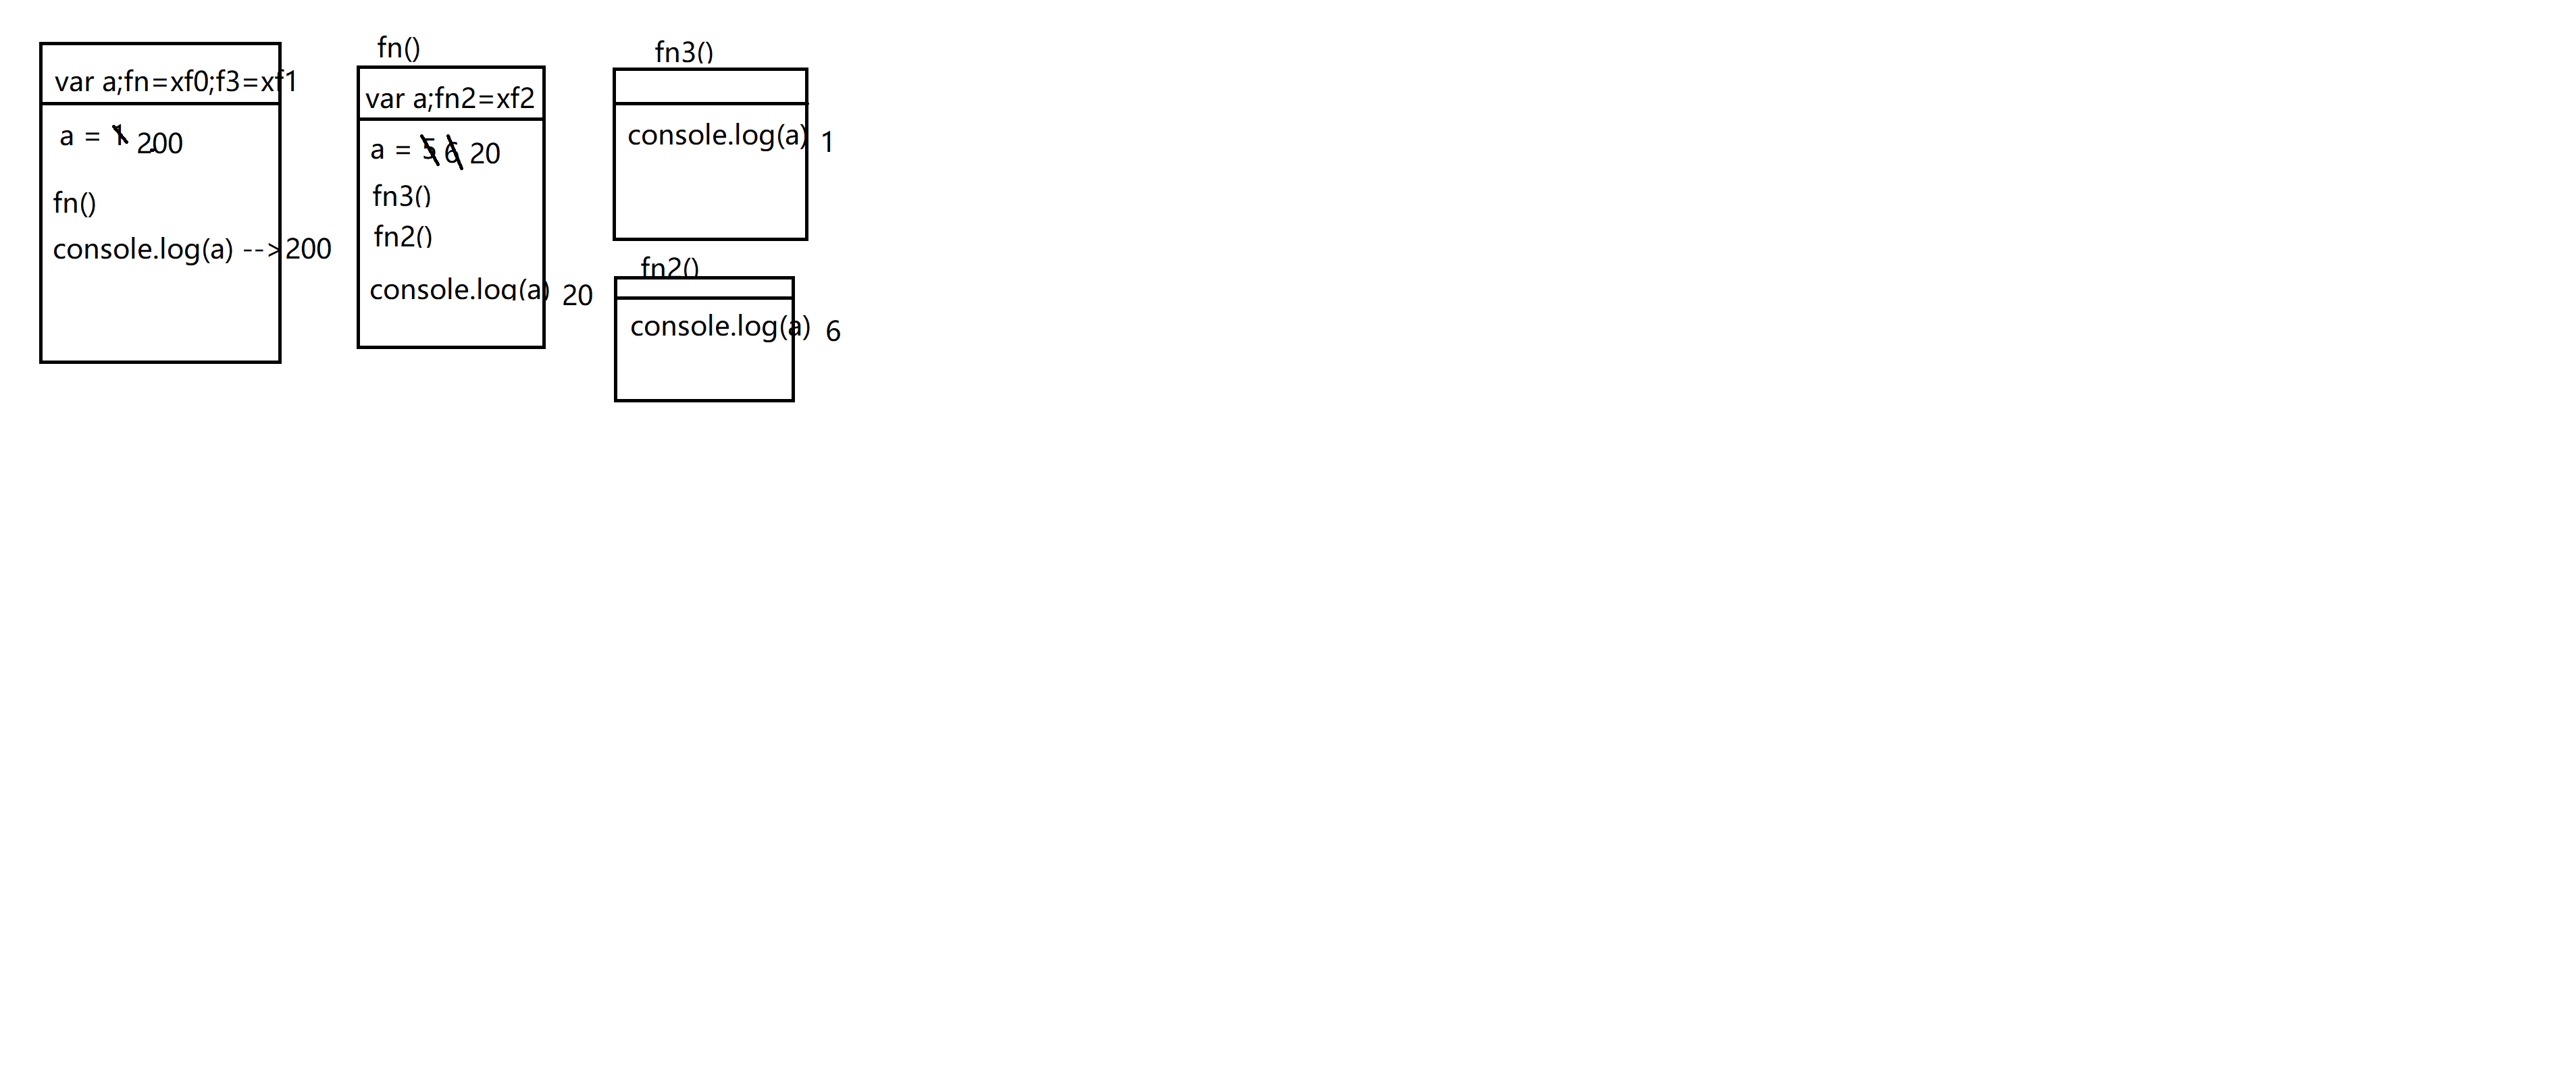 var a;fn=xf0;f3=xf1
a = 1 200
fn()
console.log(a) -->200
fn()
var a;fn2=xf2
a = 5 6 20
fn3()
fn2()
console.log(a) 20
fn3()
console.log(a) 1
fn2()
console.log(a) 6